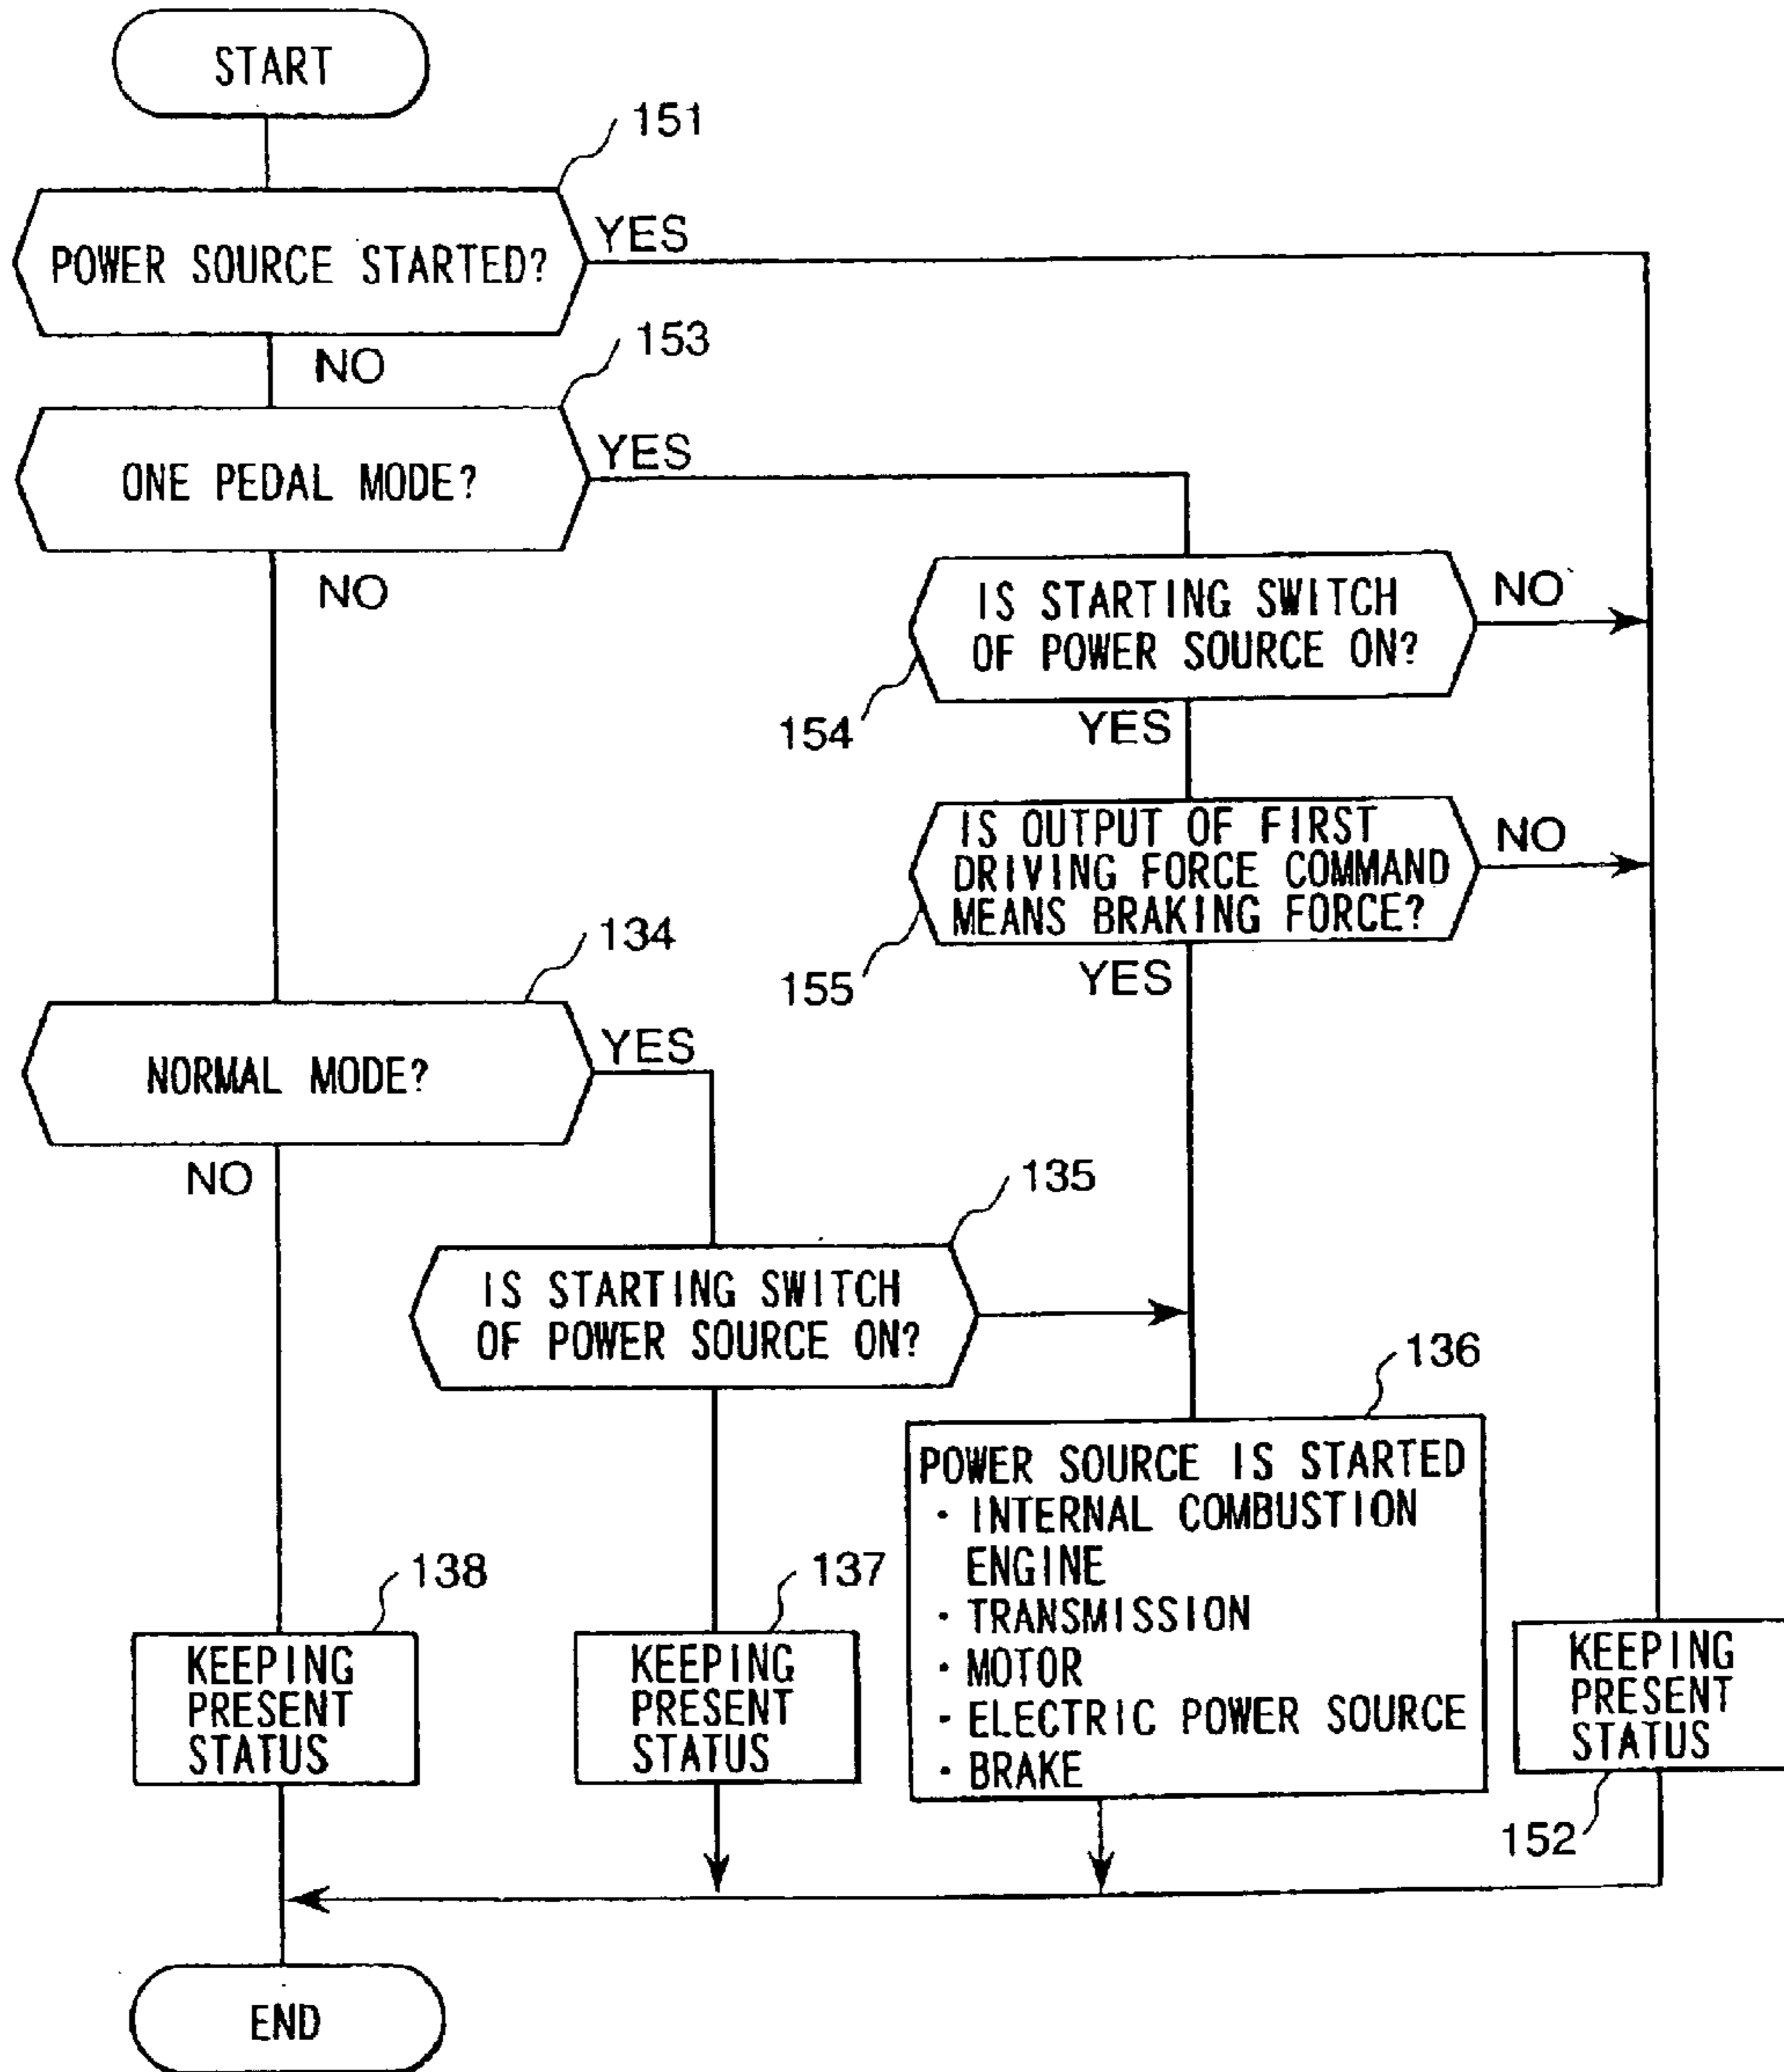 START
151
POWER SOURCE STARTED?
YES
NO
153
ONE PEDAL MODE?
YES
NO
IS STARTING SWITCH
OF POWER SOURCE ON?
NO
154
YES
IS OUTPUT OF FIRST
DRIVING FORCE COMMAND
MEANS BRAKING FORCE?
NO
155
YES
134
NORMAL MODE?
YES
NO
135
IS STARTING SWITCH
OF POWER SOURCE ON?
136
POWER SOURCE IS STARTED
· INTERNAL COMBUSTION
ENGINE
· TRANSMISSION
· MOTOR
· ELECTRIC POWER SOURCE
· BRAKE
138
KEEPING
PRESENT
STATUS
137
KEEPING
PRESENT
STATUS
KEEPING
PRESENT
STATUS
152
END